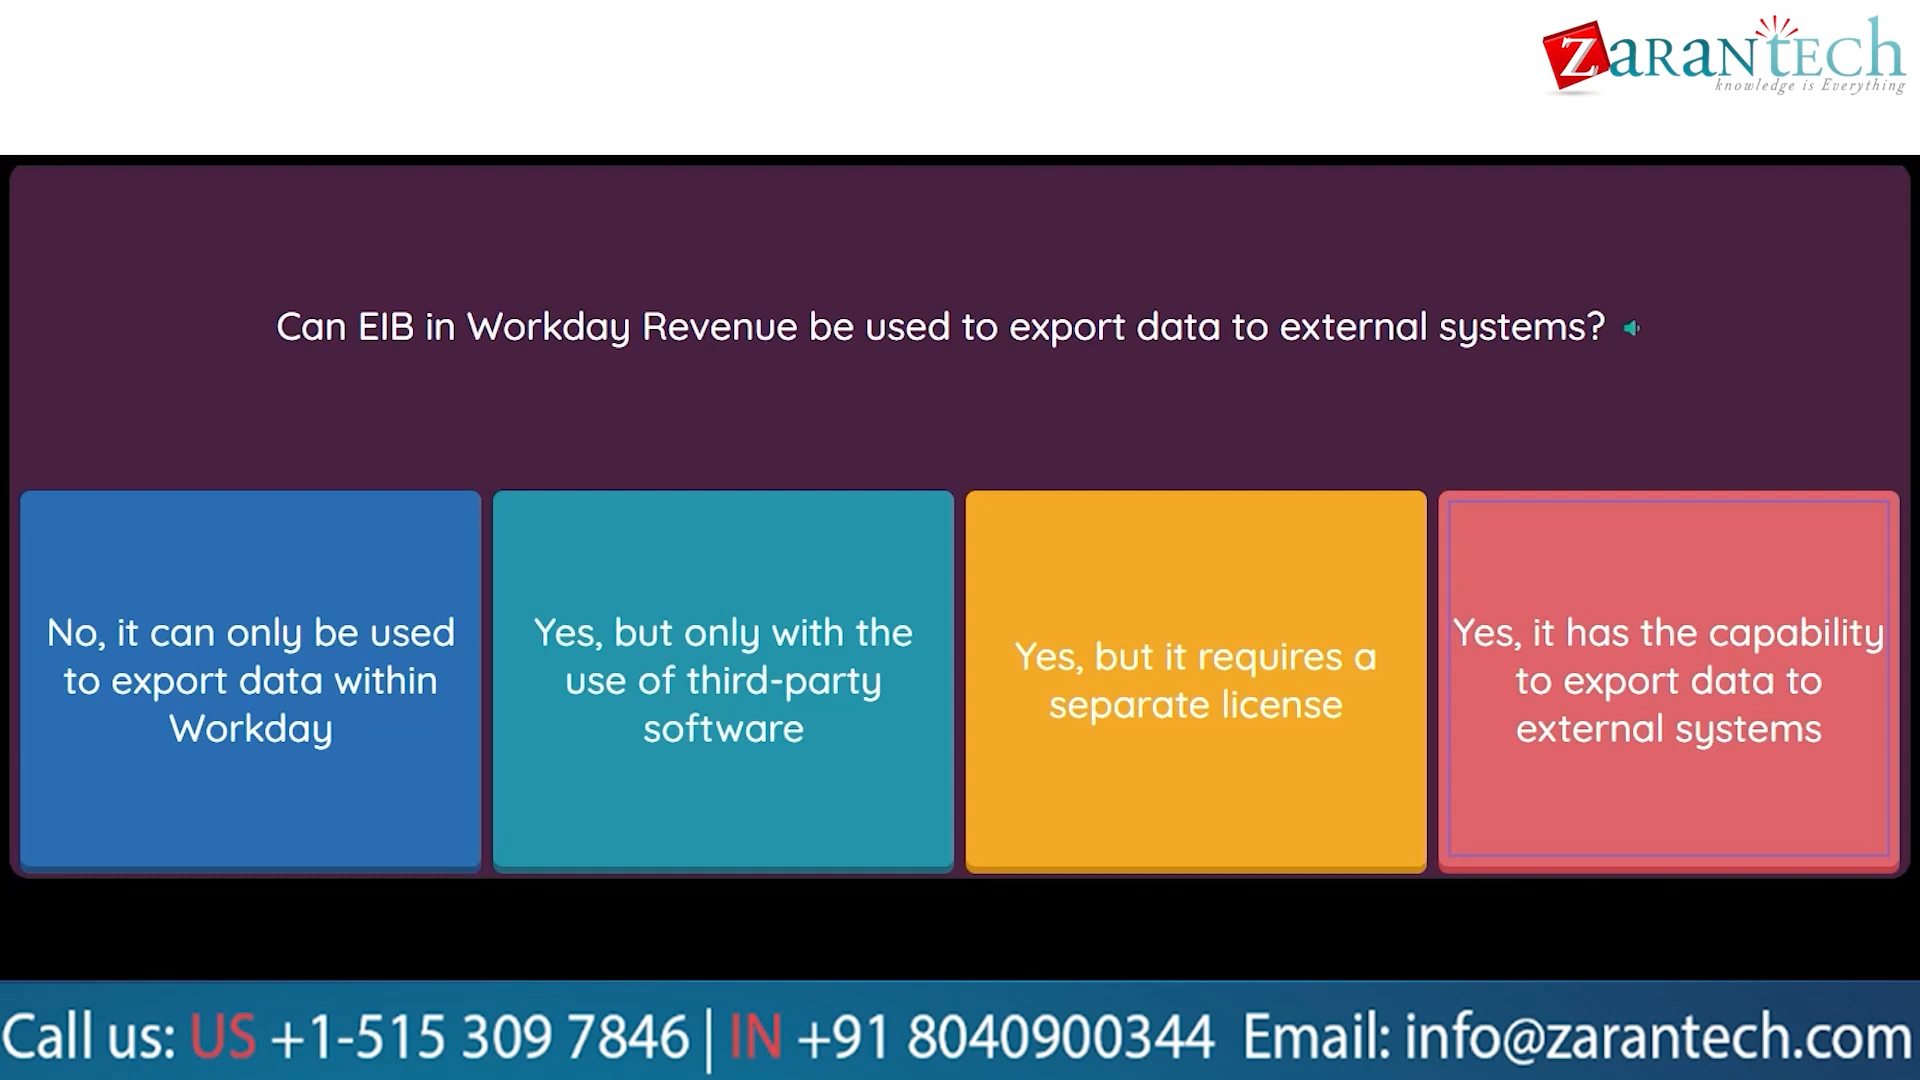 ZaranTech
knowledge is Everything
Can EIB in Workday Revenue be used to export data to external systems?
No, it can only be used
to export data within
Workday
Yes, but only with the
use of third-party
software
Yes, but it requires a
separate license
Yes, it has the capability
to export data to
external systems
Call us: US +1-515 309 7846 | IN +91 8040900344 Email: info@zarantech.com